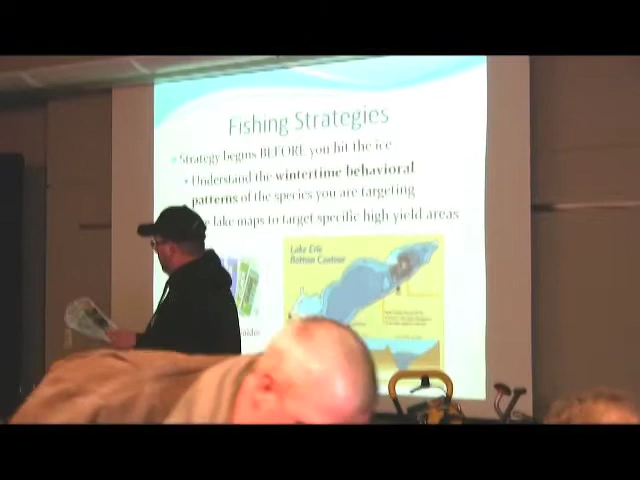 Fishing Strategies
Strategy begins BEFORE you hit the ice
Understand the wintertime behavioral
patterns of the species you are targeting
lake maps to target specific high yield areas
Lake Erie
Bottom Contour